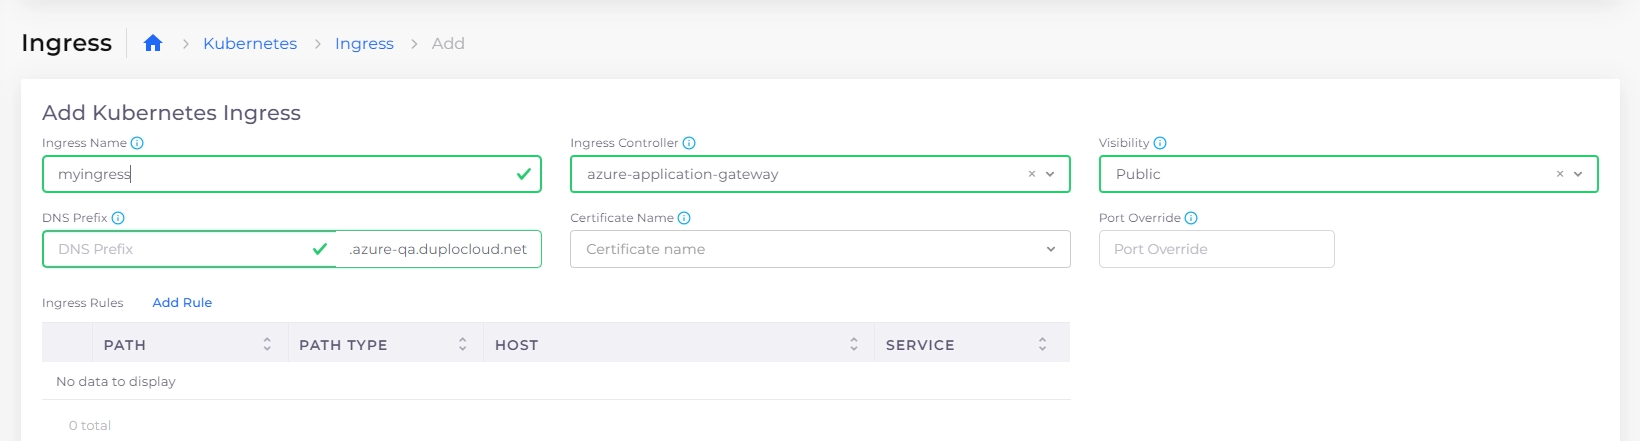 Ingress Kubernetes Ingress Add
Add Kubernetes Ingress
Ingress Name Ingress Controller Visibility
myingress azure-application-gateway Public
DNS Prefix Certificate Name Port Override
DNS Prefix .azure-qa.duplocloud.net Certificate name Port Override
Ingress Rules Add Rule
PATH PATH TYPE HOST SERVICE
No data to display
0 total